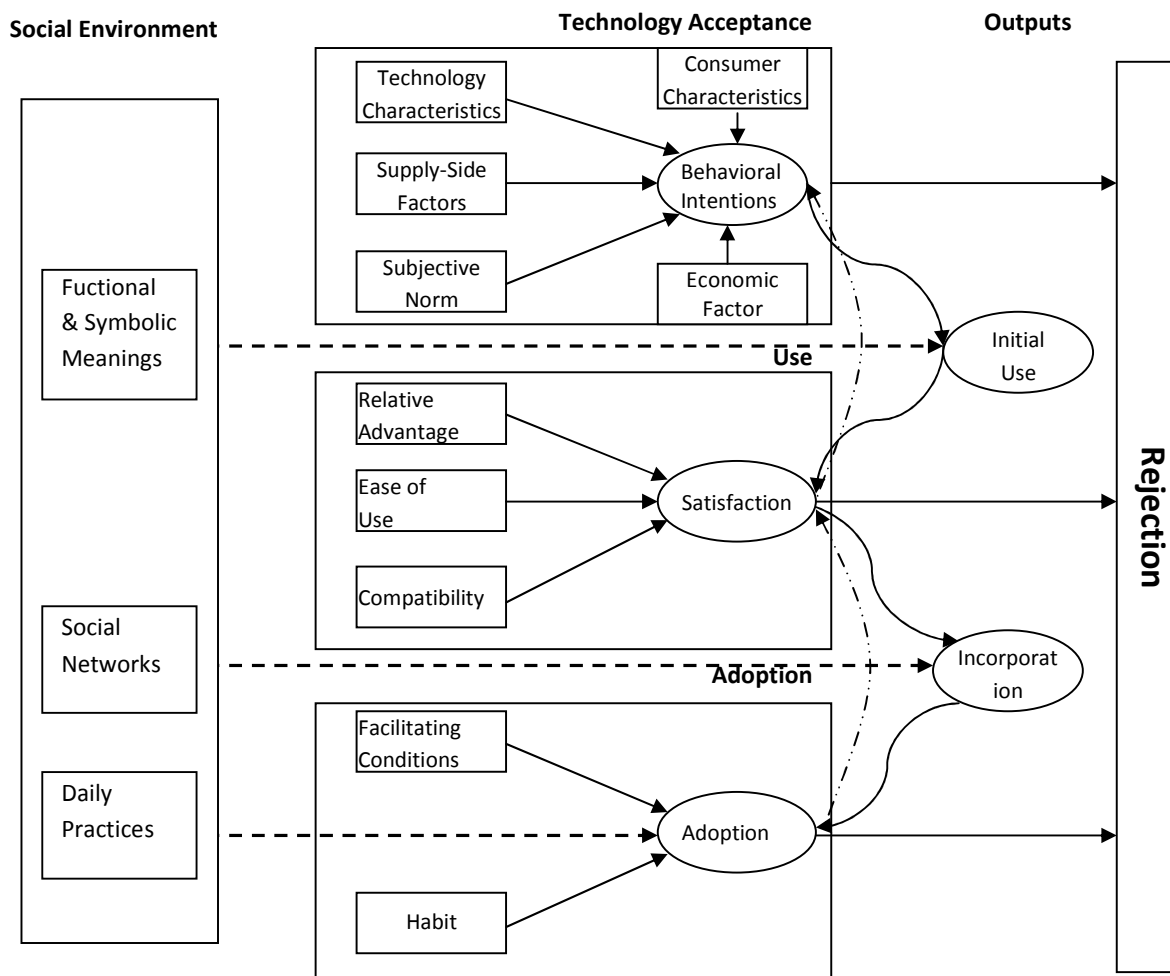 Social Environment
Technology Acceptance
Outputs
Technology
Characteristics
Consumer
Characteristics
Supply-Side
Factors
Behavioral
Intentions
Subjective
Norm
Economic
Factor
Fuctional
& Symbolic
Meanings
Initial
Use
Use
Relative
Advantage
Ease of
Use
Satisfaction
Compatibility
Rejection
Social
Networks
Incorporat
ion
Adoption
Facilitating
Conditions
Daily
Practices
Adoption
Habit